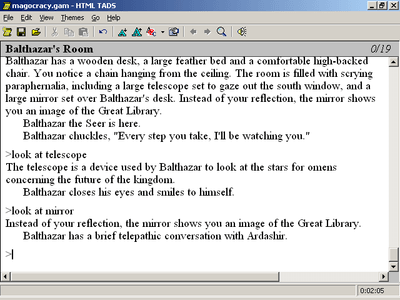 magocracy.gam - HTML TADS
File Edit View Themes Go Help
Balthazar's Room 0/19
Balthazar has a wooden desk, a large feather bed and a comfortable high-backed
chair. You notice a chain hanging from the ceiling. The room is filled with scrying
paraphernalia, including a large telescope set to gaze out the south window, and a
large mirror set over Balthazar's desk. Instead of your reflection, the mirror shows
you an image of the Great Library.
Balthazar the Seer is here.
Balthazar chuckles, "Every step you take, I'll be watching you."
>look at telescope
The telescope is a device used by Balthazar to look at the stars for omens
concerning the future of the kingdom.
Balthazar closes his eyes and smiles to himself.
>look at mirror
Instead of your reflection, the mirror shows you an image of the Great Library.
Balthazar has a brief telepathic conversation with Ardashir.
>
0:02:05